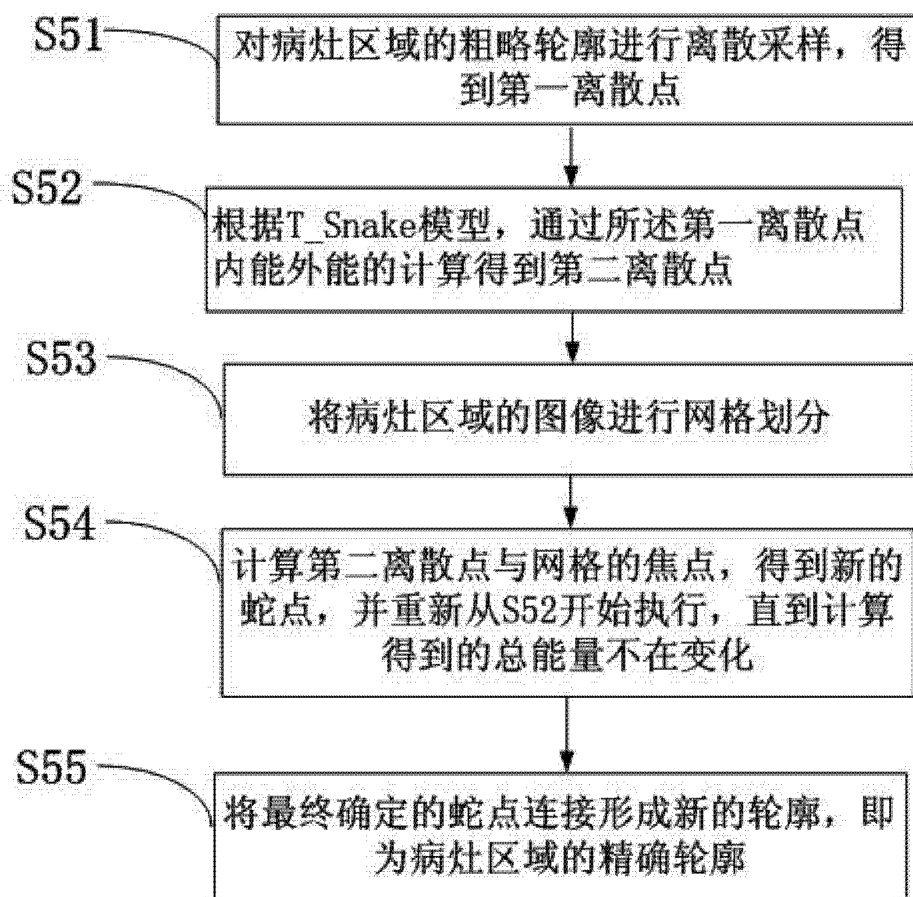 S51
对病灶区域的粗略轮廓进行离散采样，得
到第一离散点
S52
根据T_Snake模型，通过所述第一离散点
内能外能的计算得到第二离散点
S53
将病灶区域的图像进行网格划分
S54
计算第二离散点与网格的焦点，得到新的
蛇点，并重新从S52开始执行，直到计算
得到的总能量不在变化
S55
将最终确定的蛇点连接形成新的轮廓，即
为病灶区域的精确轮廓